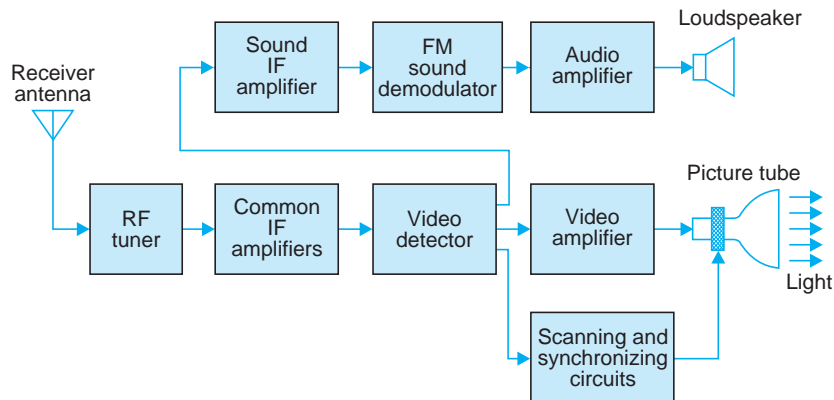 Receiver
antenna
Sound
IF
amplifier
FM
sound
demodulator
Audio
amplifier
Loudspeaker
RF
tuner
Common
IF
amplifiers
Video
detector
Video
amplifier
Picture tube
Light
Scanning and
synchronizing
circuits